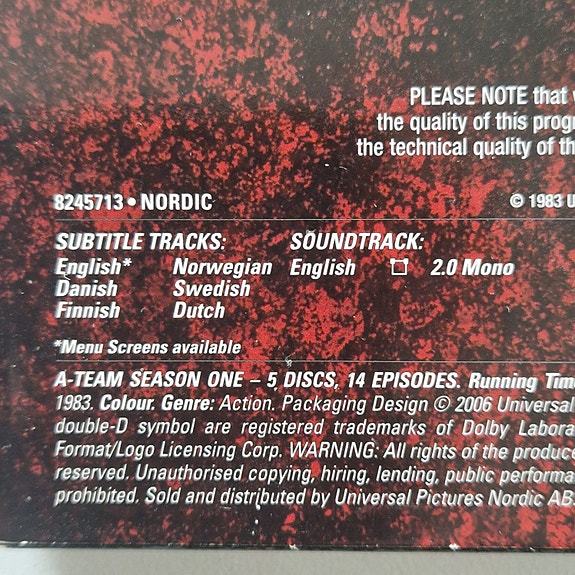 PLEASE NOTE that
the quality of this prog
the technical quality of th
8245713 • NORDIC
© 1983 U
SUBTITLE TRACKS: SOUNDTRACK:
English* Norwegian English 2.0 Mono
Danish Swedish
Finnish Dutch
*Menu Screens available
A-TEAM SEASON ONE – 5 DISCS, 14 EPISODES. Running Time
1983. Colour. Genre: Action. Packaging Design © 2006 Universal
double-D symbol are registered trademarks of Dolby Labora
Format/Logo Licensing Corp. WARNING: All rights of the produce
reserved. Unauthorised copying, hiring, lending, public performa
prohibited. Sold and distributed by Universal Pictures Nordic AB